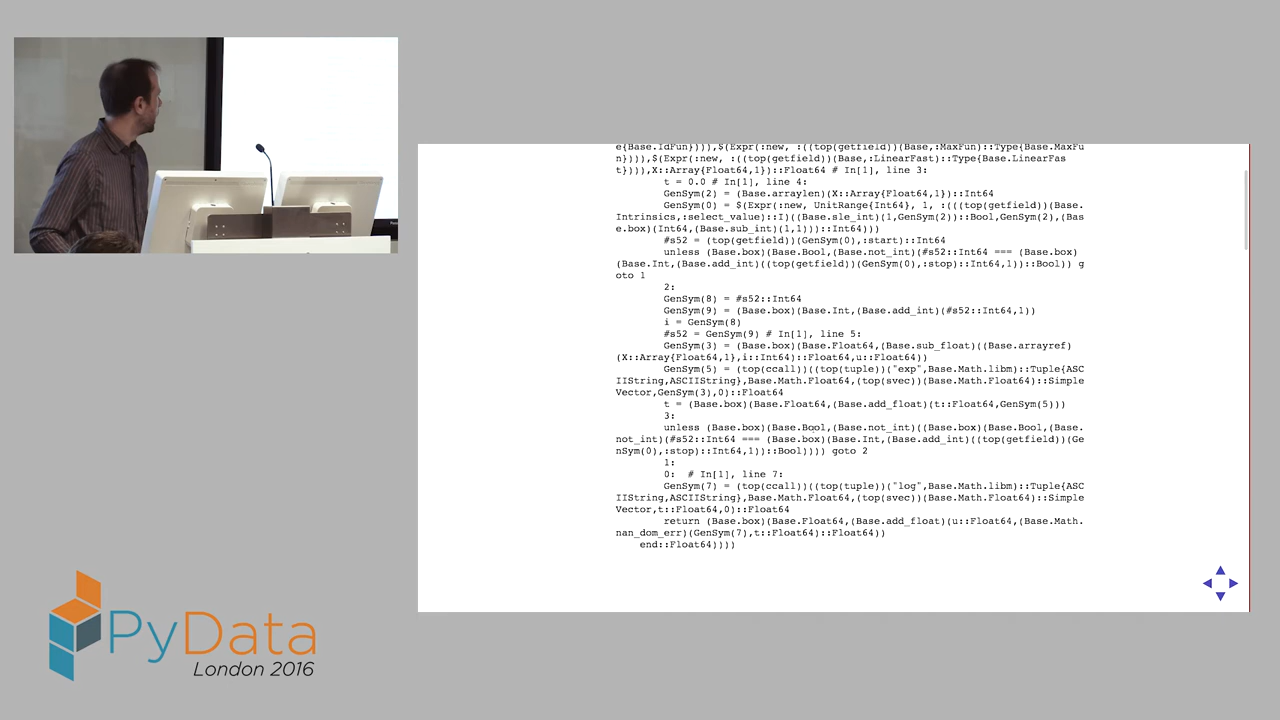 e{Base.IdFun}))),$(Expr(:new, :((top(getfield))(Base,:MaxFun)::Type{Base.MaxFu
n}))),$(Expr(:new, :((top(getfield))(Base,:LinearFast)::Type{Base.LinearFas
t}))),X::Array{Float64,1})::Float64 # In[1], line 3:
t = 0.0 # In[1], line 4:
GenSym(2) = (Base.arraylen)(X::Array{Float64,1})::Int64
GenSym(0) = $(Expr(:new, UnitRange{Int64}, 1, :(((top(getfield))(Base.
Intrinsics,:select_value)::I)((Base.sle_int)(1,GenSym(2))::Bool,GenSym(2),(Bas
e.box)(Int64,(Base.sub_int)(1,1)))::Int64)))
#s52 = (top(getfield))(GenSym(0),:start)::Int64
unless (Base.box)(Base.Bool,(Base.not_int)(#s52::Int64 === (Base.box)
(Base.Int,(Base.add_int)((top(getfield))(GenSym(0),:stop)::Int64,1))::Bool)) g
oto 1
2:
GenSym(8) = #s52::Int64
GenSym(9) = (Base.box)(Base.Int,(Base.add_int)(#s52::Int64,1))
i = GenSym(8)
#s52 = GenSym(9) # In[1], line 5:
GenSym(3) = (Base.box)(Base.Float64,(Base.sub_float)((Base.arrayref)
(X::Array{Float64,1},i::Int64)::Float64,u::Float64))
GenSym(5) = (top(ccall))((top(tuple))("exp",Base.Math.libm)::Tuple{ASC
IIString,ASCIIString},Base.Math.Float64,(top(svec))(Base.Math.Float64)::Simple
Vector,GenSym(3),0)::Float64
t = (Base.box)(Base.Float64,(Base.add_float)(t::Float64,GenSym(5)))
3:
unless (Base.box)(Base.Bool,(Base.not_int)((Base.box)(Base.Bool,(Base.
not_int)(#s52::Int64 === (Base.box)(Base.Int,(Base.add_int)((top(getfield))(Ge
nSym(0),:stop)::Int64,1))::Bool)))) goto 2
1:
0:  # In[1], line 7:
GenSym(7) = (top(ccall))((top(tuple))("log",Base.Math.libm)::Tuple{ASC
IIString,ASCIIString},Base.Math.Float64,(top(svec))(Base.Math.Float64)::Simple
Vector,t::Float64,0)::Float64
return (Base.box)(Base.Float64,(Base.add_float)(u::Float64,(Base.Math.
nan_dom_err)(GenSym(7),t::Float64)::Float64))
end::Float64))))
PyData
London 2016